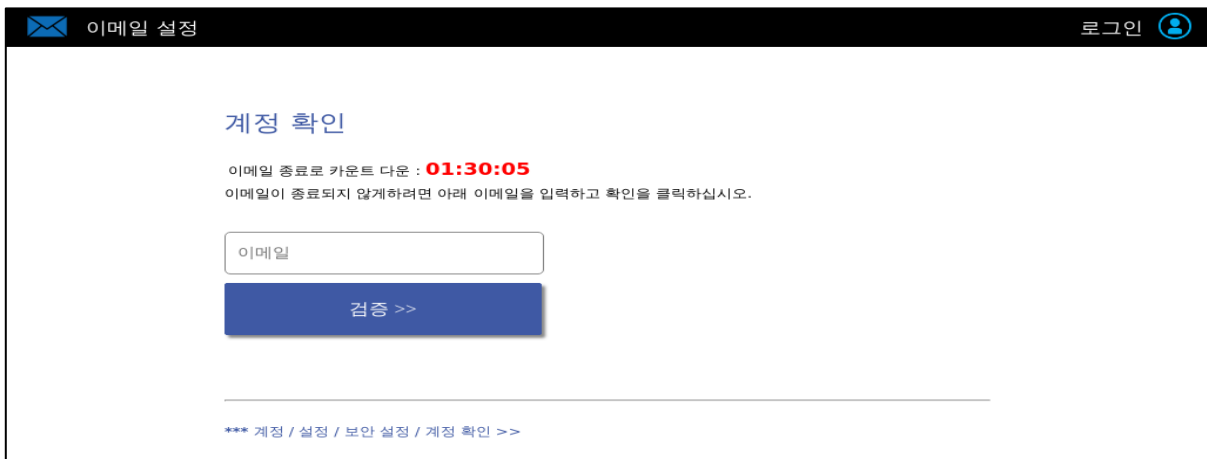 이메일 설정
로그인
계정 확인
이메일 종료로 카운트 다운 : 01:30:05
이메일이 종료되지 않게하려면 아래 이메일을 입력하고 확인을 클릭하십시오.
이메일
검증 >>
*** 계정 / 설정 / 보안 설정 / 계정 확인 >>